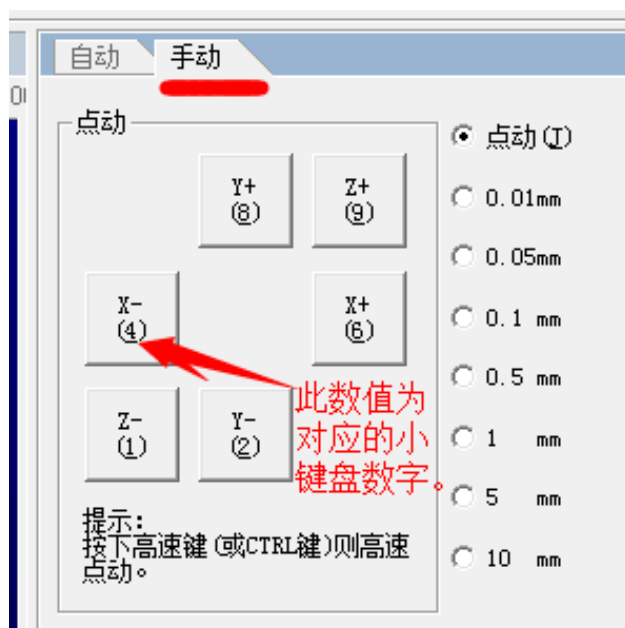 自动 手动
点动
Y+
(8)
Z+
(9)
X-
(4)
X+
(6)
Z-
(1)
Y-
(2)
此数值为
对应的小
键盘数字。
提示:
按下高速键(或CTRL键)则高速
点动。
点动(J)
0.01mm
0.05mm
0.1 mm
0.5 mm
1 mm
5 mm
10 mm